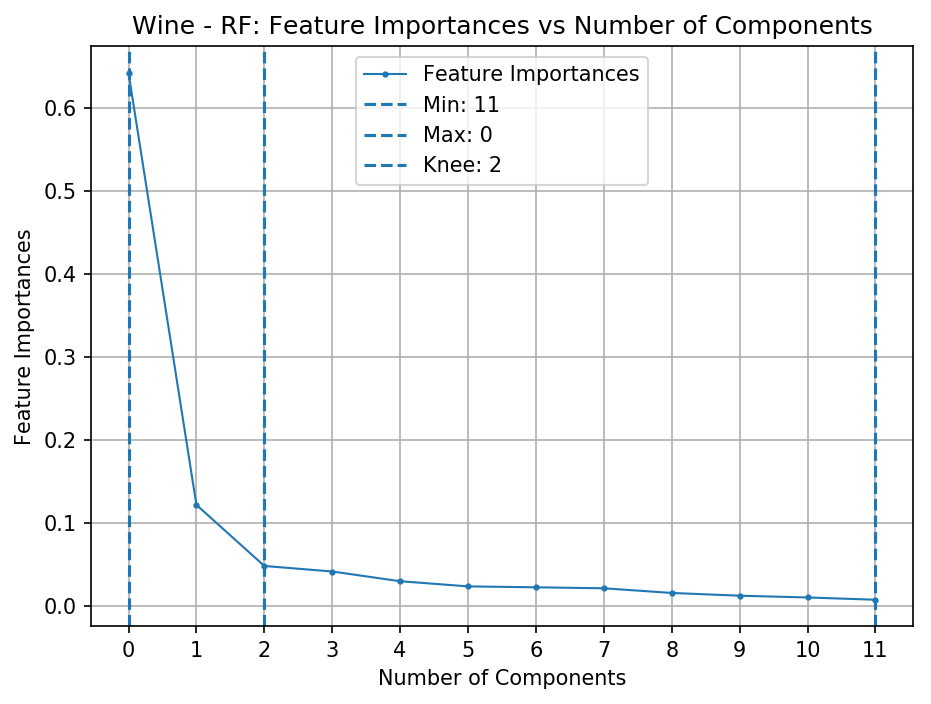 Wine - RF: Feature Importances vs Number of Components
Feature Importances
Min: 11
Max: 0
Knee: 2
Feature Importances
0.6
0.5
0.4
0.3
0.2
0.1
0.0
0 1 2 3 4 5 6 7 8 9 10 11
Number of Components